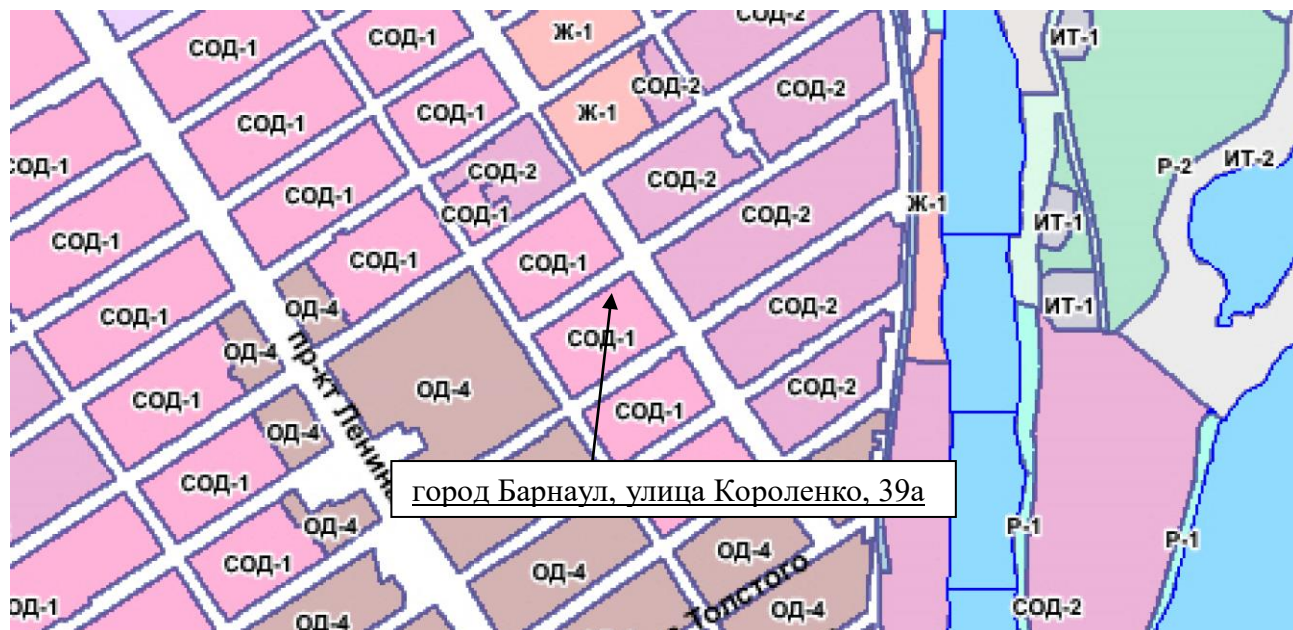 СОД-2
СОД-1
СОД-1
Ж-1
ИТ-1
СОД-2
СОД-2
СОД-1
СОД-1
Ж-1
СОД-1
СОД-2
СОД-2
Р-2
ИТ-2
СОД-1
СОД-1
СОД-2
Ж-1
СОД-1
СОД-1
СОД-1
СОД-1
ИТ-1
ОД-4
СОД-2
ИТ-1
СОД-1
СОД-1
ОД-4
пр-кт Ленина
ОД-4
СОД-2
СОД-1
СОД-1
ОД-4
СОД-1
город Барнаул, улица Короленко, 39а
ОД-4
Р-1
Р-1
СОД-1
ОД-4
ОД-4
Толстого
ОД-4
СОД-2
ОД-4